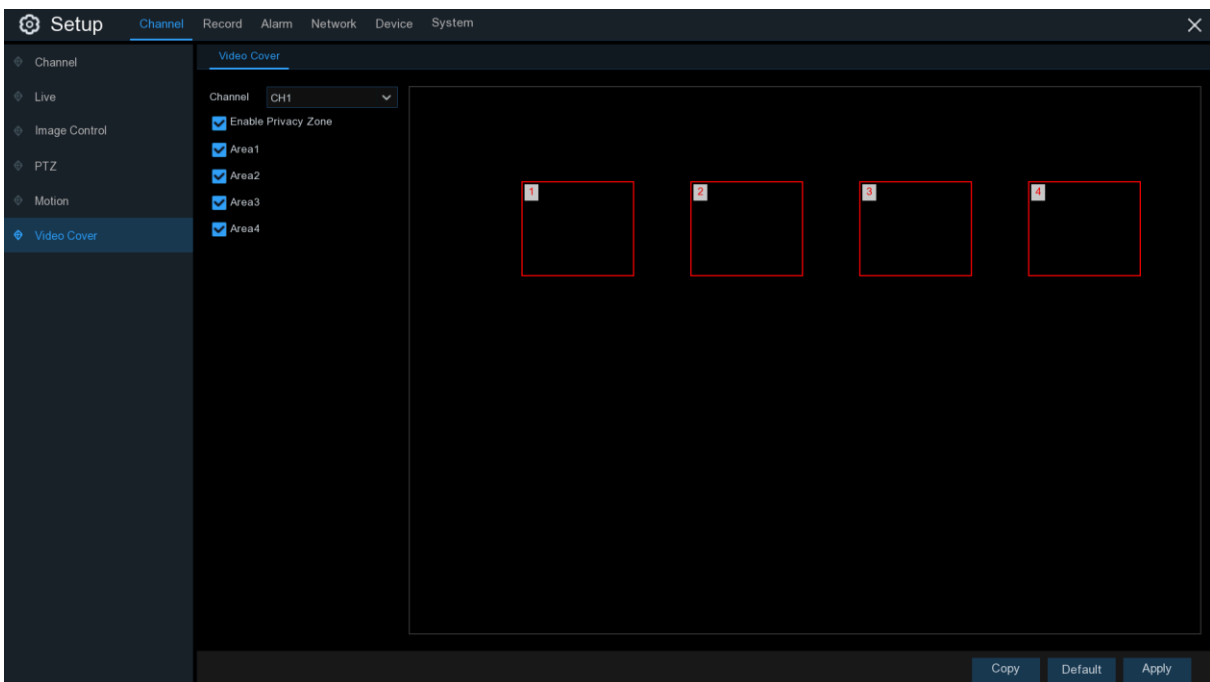 Setup Channel Record Alarm Network Device System
Channel
Live
Image Control
PTZ
Motion
Video Cover
Video Cover
Channel CH1
Enable Privacy Zone
Area1
Area2
Area3
Area4
1 2 3 4
Copy Default Apply